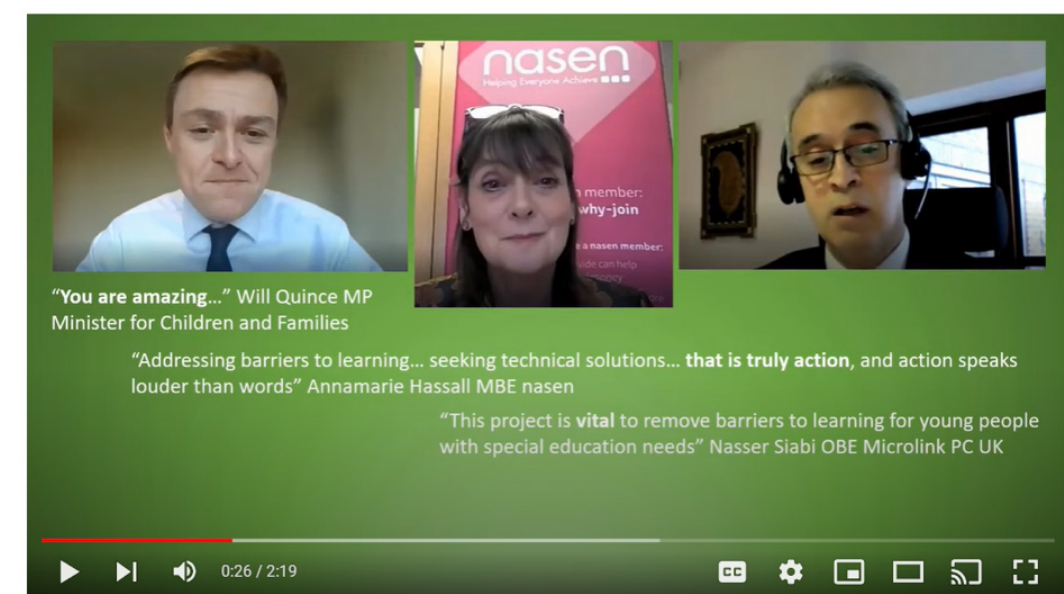 nasen
Helping Everyone Achieve
n member:
why-join
e a nasen member:
vide can help
“You are amazing…” Will Quince MP
Minister for Children and Families
“Addressing barriers to learning… seeking technical solutions… that is truly action, and action speaks
louder than words” Annamarie Hassall MBE nasen
“This project is vital to remove barriers to learning for young people
with special education needs” Nasser Siabi OBE Microlink PC UK
0:26 / 2:19
CC